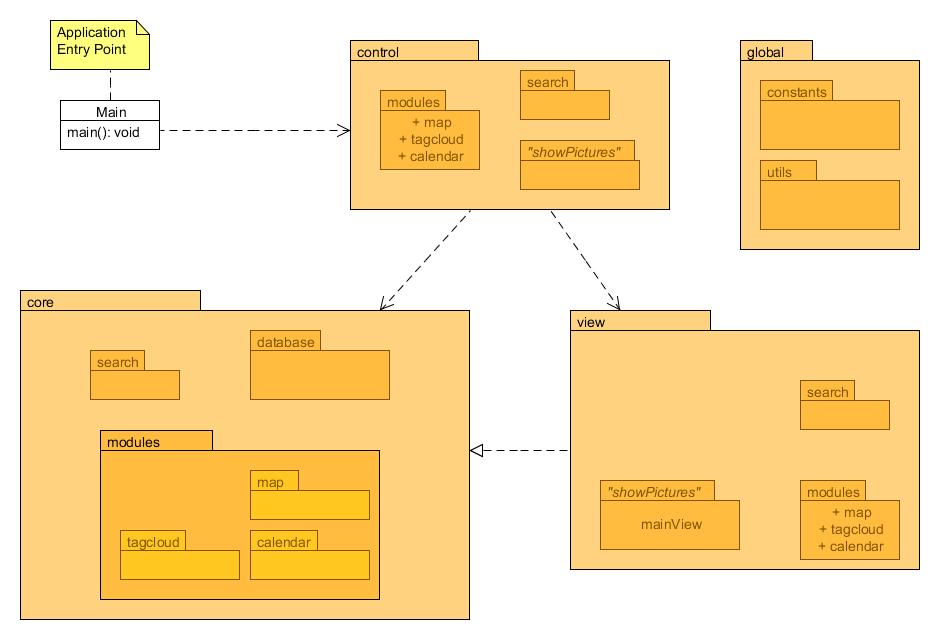 Application
Entry Point
Main
main(): void
control
modules
+ map
+ tagcloud
+ calendar
search
"showPictures"
global
constants
utils
core
search
database
modules
map
tagcloud
calendar
view
search
"showPictures"
mainView
modules
+ map
+ tagcloud
+ calendar